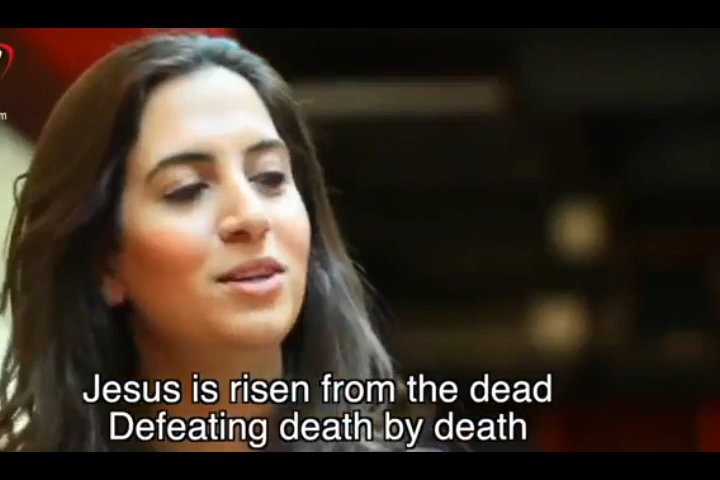 m
Jesus is risen from the dead
Defeating death by death